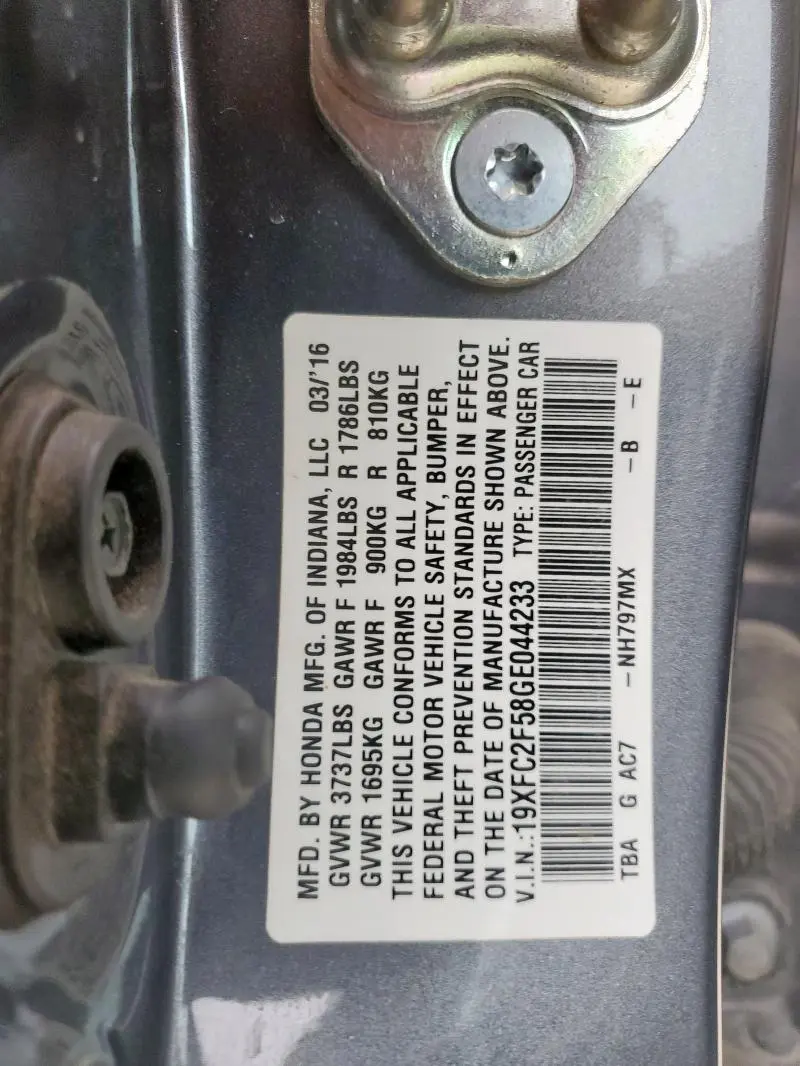 MFD. BY HONDA MFG. OF INDIANA, LLC 03/'16
GVWR 3737LBS GAWR F 1984LBS R 1786LBS
GVWR 1695KG GAWR F 900KG R 810KG
THIS VEHICLE CONFORMS TO ALL APPLICABLE
FEDERAL MOTOR VEHICLE SAFETY, BUMPER,
AND THEFT PREVENTION STANDARDS IN EFFECT
ON THE DATE OF MANUFACTURE SHOWN ABOVE.
V.I.N.:19XFC2F58GE044233 TYPE: PASSENGER CAR
TBA G AC7 –NH797MX –B –E